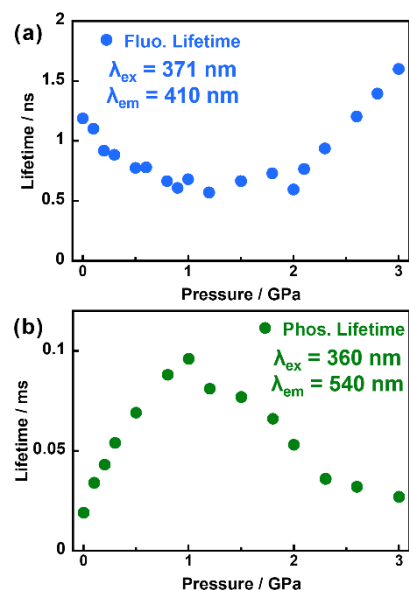 (a)
Fluo. Lifetime
λex = 371 nm
λem = 410 nm
Lifetime / ns
2
1.5
1
0.5
0
0 1 2 3
Pressure / GPa
(b)
Phos. Lifetime
λex = 360 nm
λem = 540 nm
Lifetime / ms
0.1
0.05
0
0 1 2 3
Pressure / GPa